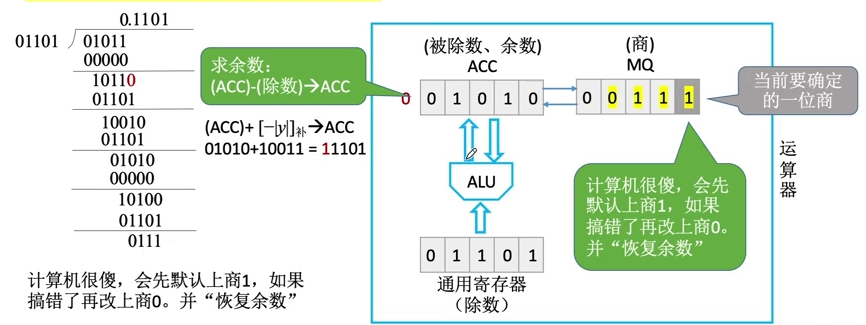 0.1101
01101 01011
00000
10110
01101
10010
01101
01010
00000
10100
01101
0111
计算机很傻，会先默认上商1，如果
搞错了再改上商0。并“恢复余数”
求余数：
(ACC)-(除数)→ACC
(ACC)+ [−|y|]补→ACC
01010+10011 = 11101
(被除数、余数)
ACC
0 0 1 0 1 0
(商)
MQ
0 0 1 1 1
当前要确定
的一位商
ALU
0 1 1 0 1
通用寄存器
（除数）
计算机很傻，会先
默认上商1，如果
搞错了再改上商0。
并“恢复余数”
运
算
器